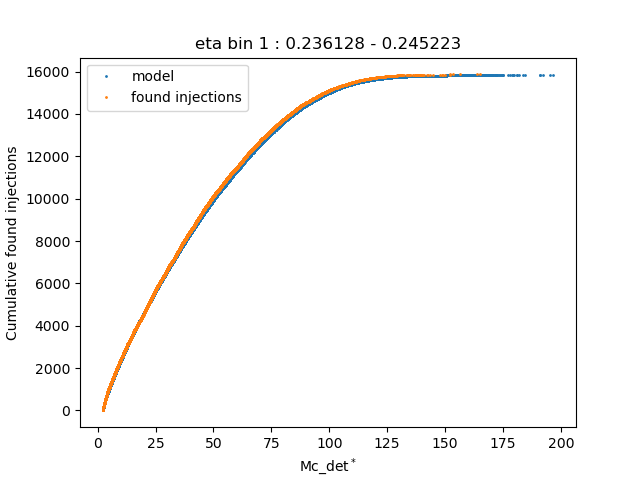 eta bin 1 : 0.236128 - 0.245223
model
found injections
Cumulative found injections
16000
14000
12000
10000
8000
6000
4000
2000
0
0 25 50 75 100 125 150 175 200
Mc_det*